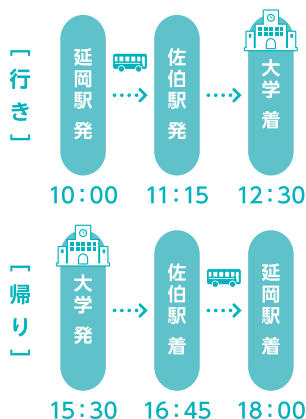 [行き]
延岡駅 発
佐伯駅 発
大学 着
10:00
11:15
12:30
[帰り]
大学 発
佐伯駅 着
延岡駅 着
15:30
16:45
18:00